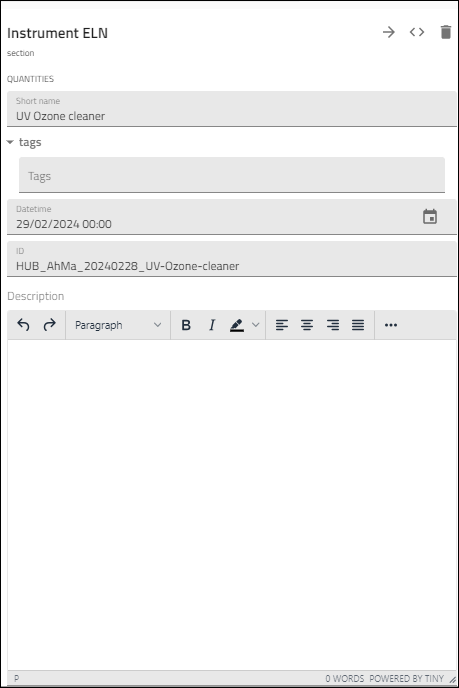 Instrument ELN
section
QUANTITIES
Short name
UV Ozone cleaner
tags
Tags
Datetime
29/02/2024 00:00
ID
HUB_AhMa_20240228_UV-Ozone-cleaner
Description
Paragraph B I
P 0 WORDS POWERED BY TINY